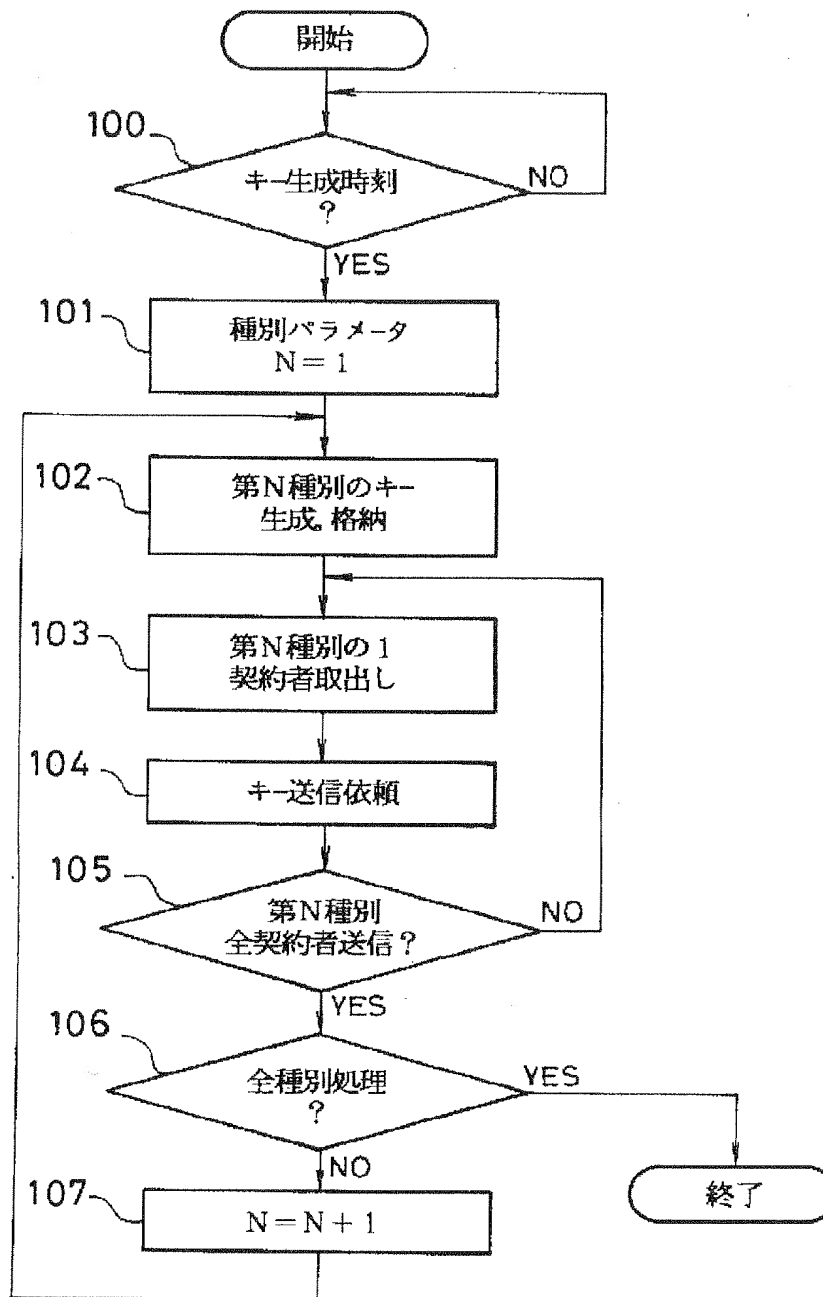 開始
100
キー生成時刻
?
NO
YES
101
種別パラメータ
N=1
102
第N種別のキー
生成。格納
103
第N種別の1
契約者取出し
104
キー送信依頼
105
第N種別
全契約者送信?
NO
YES
106
全種別処理
?
YES
NO
107
N=N+1
終了